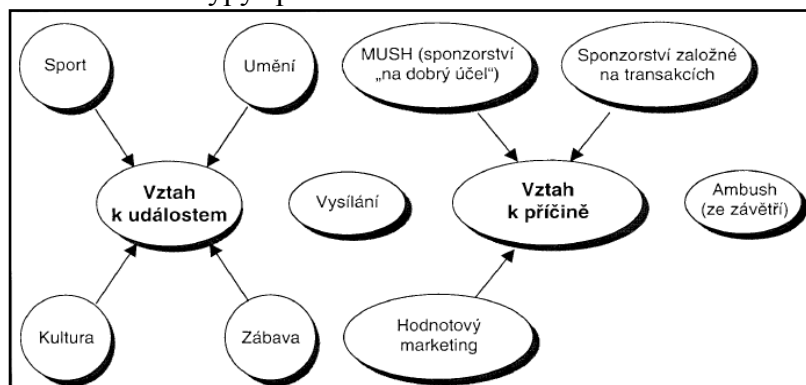 Sport
Umění
MUSH (sponzorství
„na dobrý účel“)
Sponzorství založné
na transakcích
Vztah
k událostem
Vysílání
Vztah
k příčině
Ambush
(ze závětří)
Kultura
Zábava
Hodnotový
marketing